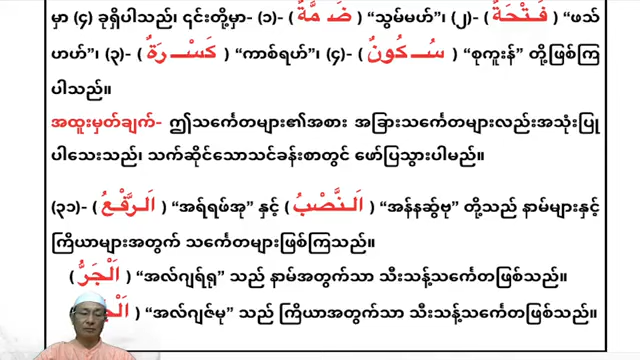 မှာ (၄) ခုရှိပါသည်၊ ၎င်းတို့မှာ- (၁)- ( ضَمَّةٌ ) “သွမ်မဟ်”၊ (၂)- ( فَتْحَةٌ ) “ဖသ်
ဟဟ်”၊ (၃)- ( كَسْرَةٌ ) “ကာစ်ရဟ်”၊ (၄)- ( سُكُونٌ ) “စုကူးန်” တို့ဖြစ်ကြ
ပါသည်။
အထူးမှတ်ချက်- ဤသင်္ကေတများ၏အစား အခြားသင်္ကေတများလည်းအသုံးပြု
ပါသေးသည်၊ သက်ဆိုင်သောသင်ခန်းစာတွင် ဖော်ပြသွားပါမည်။
(၃၁)- ( اَلرَّفْعُ ) “အရ်ရဖ်အု” နှင့် ( اَلنَّصْبُ ) “အန်နဆွ်ဗု” တို့သည် နာမ်များနှင့်
ကြိယာများအတွက် သင်္ကေတများဖြစ်ကြသည်။
( اَلْجَرُّ ) “အလ်ဂျရ်ရု” သည် နာမ်အတွက်သာ သီးသန့်သင်္ကေတဖြစ်သည်။
) “အလ်ဂျဇ်မု” သည် ကြိယာအတွက်သာ သီးသန့်သင်္ကေတဖြစ်သည်။